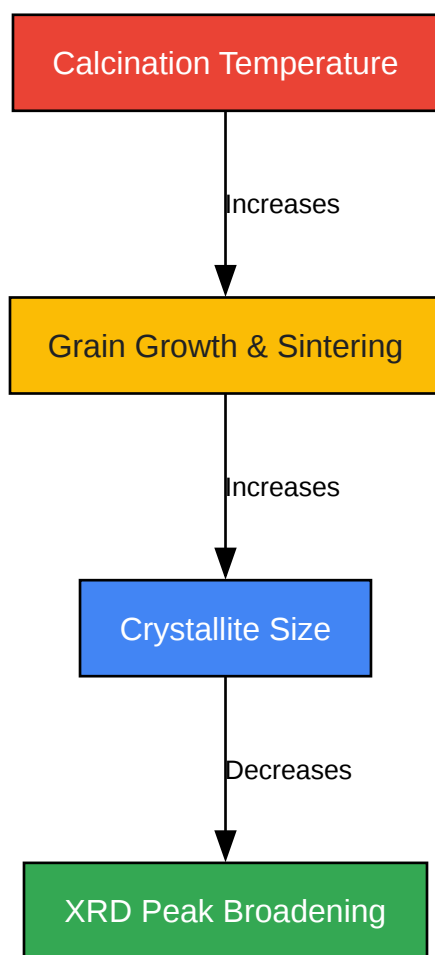 Calcination Temperature
Increases
Grain Growth & Sintering
Increases
Crystallite Size
Decreases
XRD Peak Broadening